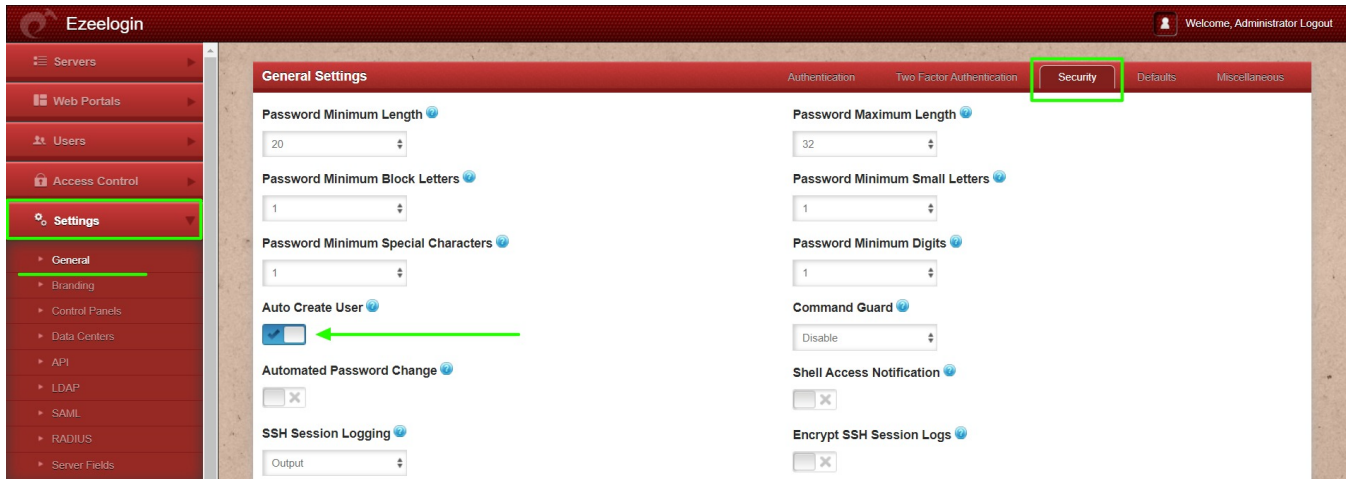 Ezeelogin
Welcome, Administrator Logout
Servers
Web Portals
Users
Access Control
Settings
General
Branding
Control Panels
Data Centers
API
LDAP
SAML
RADIUS
Server Fields
General Settings
Authentication
Two Factor Authentication
Security
Defaults
Miscellaneous
Password Minimum Length ?
20
Password Maximum Length ?
32
Password Minimum Block Letters ?
1
Password Minimum Small Letters ?
1
Password Minimum Special Characters ?
1
Password Minimum Digits ?
1
Auto Create User ?
Command Guard ?
Disable
Automated Password Change ?
Shell Access Notification ?
SSH Session Logging ?
Output
Encrypt SSH Session Logs ?